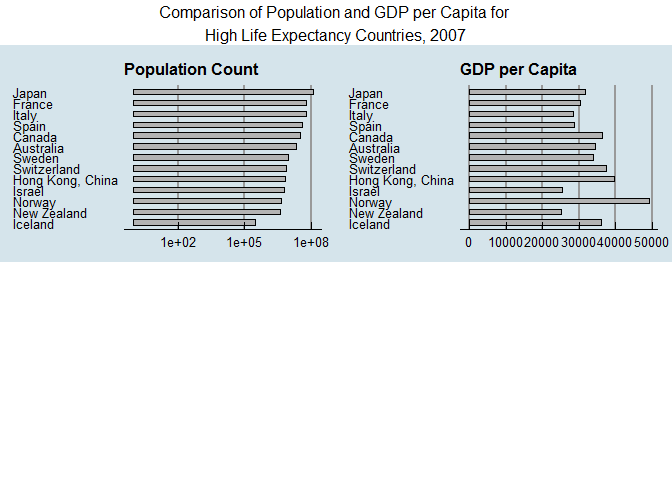 Comparison of Population and GDP per Capita for
High Life Expectancy Countries, 2007
Population Count
Japan
France
Italy
Spain
Canada
Australia
Sweden
Switzerland
Hong Kong, China
Israel
Norway
New Zealand
Iceland
1e+02 1e+05 1e+08
GDP per Capita
Japan
France
Italy
Spain
Canada
Australia
Sweden
Switzerland
Hong Kong, China
Israel
Norway
New Zealand
Iceland
0 10000 20000 30000 40000 50000